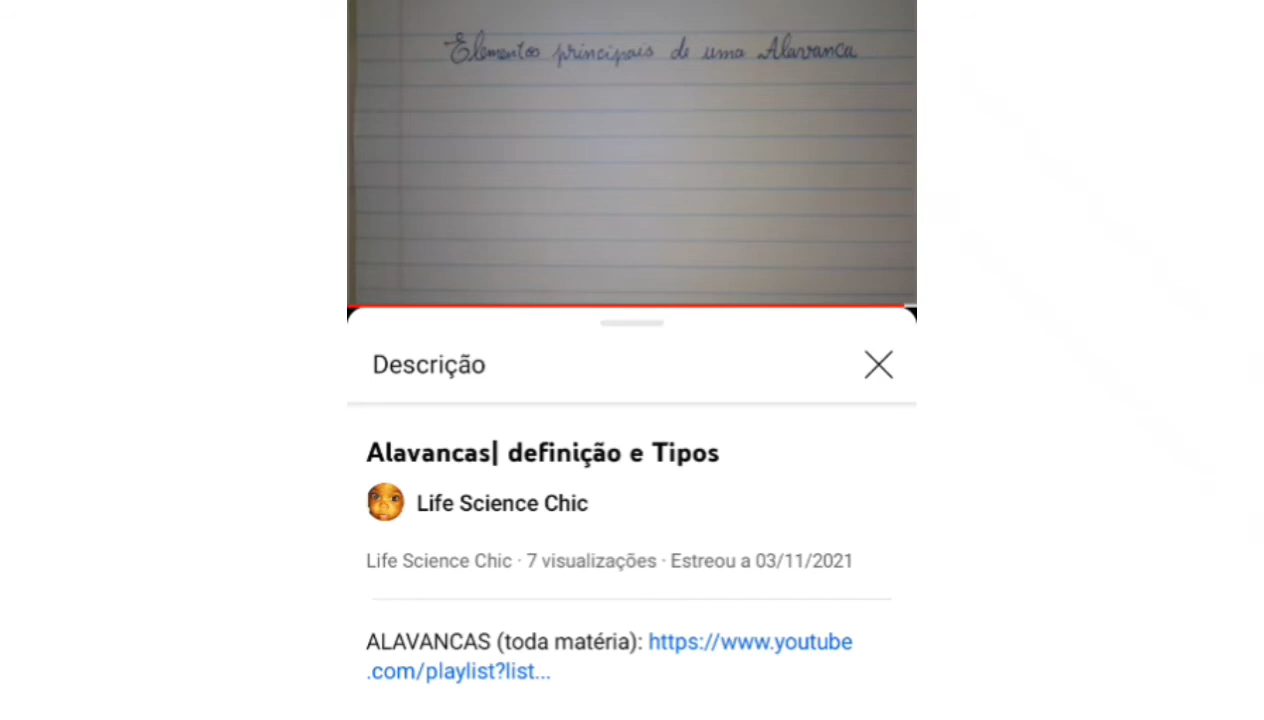 Elementos principais de uma Alavanca
Descrição
Alavancas| definição e Tipos
Life Science Chic
Life Science Chic · 7 visualizações · Estreou a 03/11/2021
ALAVANCAS (toda matéria): https://www.youtube
.com/playlist?list...